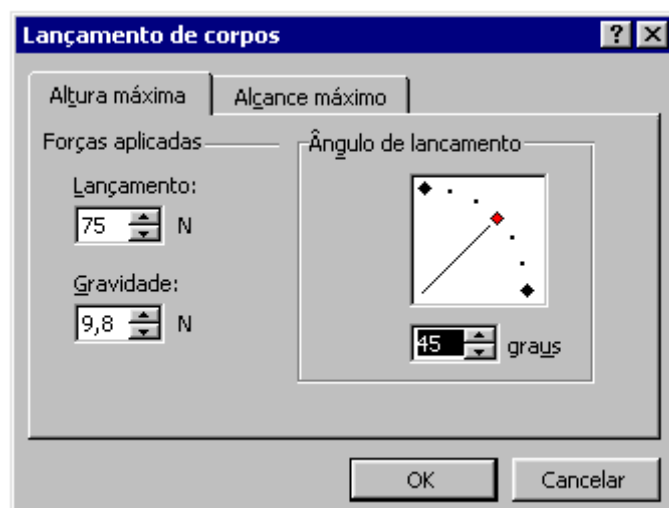 Lançamento de corpos
Altura máxima
Alcance máximo
Forças aplicadas
Lançamento:
75 N
Gravidade:
9,8 N
Ângulo de lancamento
45 graus
OK
Cancelar